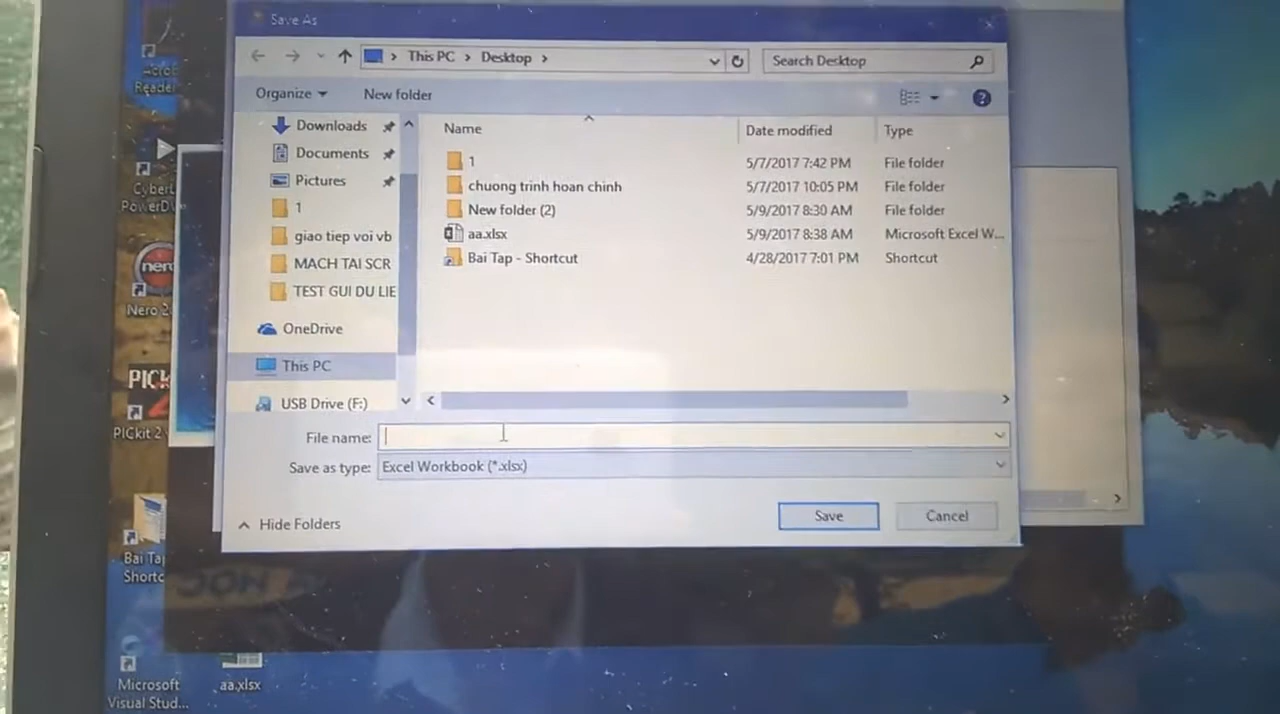 Save As
This PC > Desktop >
Search Desktop
Organize
New folder
Downloads
Documents
Pictures
1
giao tiep voi vb
MACH TAI SCR
TEST GUI DU LIE
OneDrive
This PC
USB Drive (F:)
Name Date modified Type
1 5/7/2017 7:42 PM File folder
chuong trinh hoan chinh 5/7/2017 10:05 PM File folder
New folder (2) 5/9/2017 8:30 AM File folder
aa.xlsx 5/9/2017 8:38 AM Microsoft Excel W...
Bai Tap - Shortcut 4/28/2017 7:01 PM Shortcut
File name:
Save as type: Excel Workbook (*.xlsx)
Hide Folders
Save
Cancel
Acrob
Reader
CyberL
PowerDV
Nero 2
PICk
PICkit 2
Bai Ta
Shortc
Microsoft
Visual Stud...
aa.xlsx